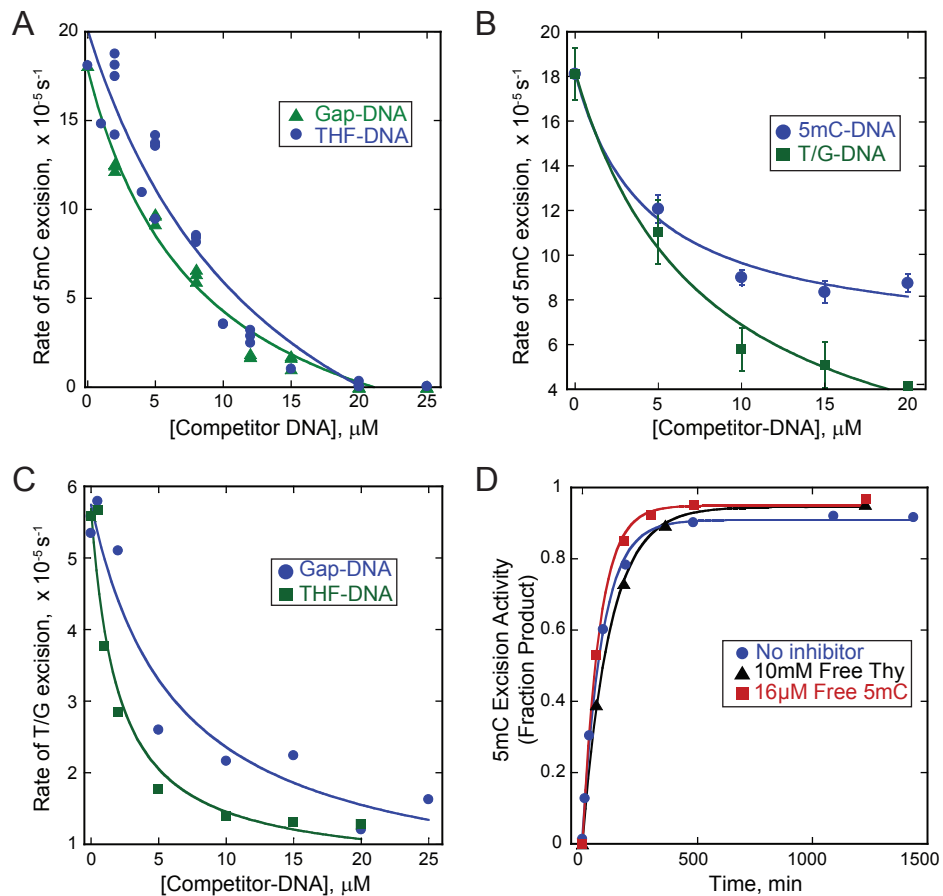 A
Rate of 5mC excision, x 10-5 s-1
20
15
10
5
0
Gap-DNA
THF-DNA
0 5 10 15 20 25
[Competitor DNA], μM
B
Rate of 5mC excision, x 10-5 s-1
20
18
16
14
12
10
8
6
4
5mC-DNA
T/G-DNA
0 5 10 15 20
[Competitor-DNA], μM
C
Rate of T/G excision, x 10-5 s-1
6
5
4
3
2
1
Gap-DNA
THF-DNA
0 5 10 15 20 25
[Competitor-DNA], μM
D
5mC Excision Activity
(Fraction Product)
1
0.8
0.6
0.4
0.2
0
No inhibitor
10mM Free Thy
16μM Free 5mC
0 500 1000 1500
Time, min